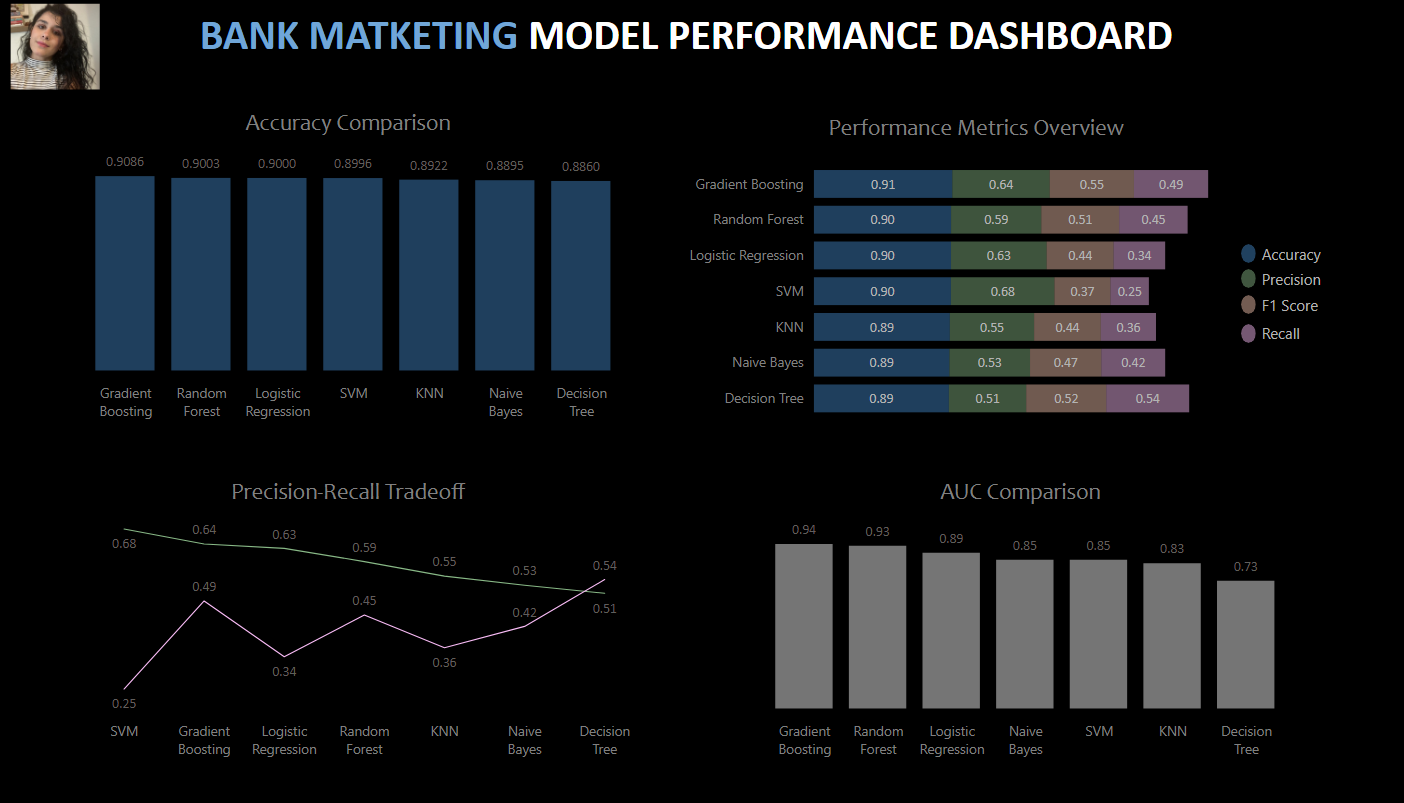 BANK MATKETING MODEL PERFORMANCE DASHBOARD
Accuracy Comparison
0.9086 0.9003 0.9000 0.8996 0.8922 0.8895 0.8860
Gradient Random Logistic SVM KNN Naive Decision
Boosting Forest Regression Bayes Tree
Performance Metrics Overview
Gradient Boosting 0.91 0.64 0.55 0.49
Random Forest 0.90 0.59 0.51 0.45
Logistic Regression 0.90 0.63 0.44 0.34
SVM 0.90 0.68 0.37 0.25
KNN 0.89 0.55 0.44 0.36
Naive Bayes 0.89 0.53 0.47 0.42
Decision Tree 0.89 0.51 0.52 0.54
Accuracy
Precision
F1 Score
Recall
Precision-Recall Tradeoff
0.68 0.64 0.63 0.59 0.55 0.53 0.51
0.25 0.49 0.34 0.45 0.36 0.42 0.54
SVM Gradient Logistic Random KNN Naive Decision
Boosting Regression Forest Bayes Tree
AUC Comparison
0.94 0.93 0.89 0.85 0.85 0.83 0.73
Gradient Random Logistic Naive SVM KNN Decision
Boosting Forest Regression Bayes Tree